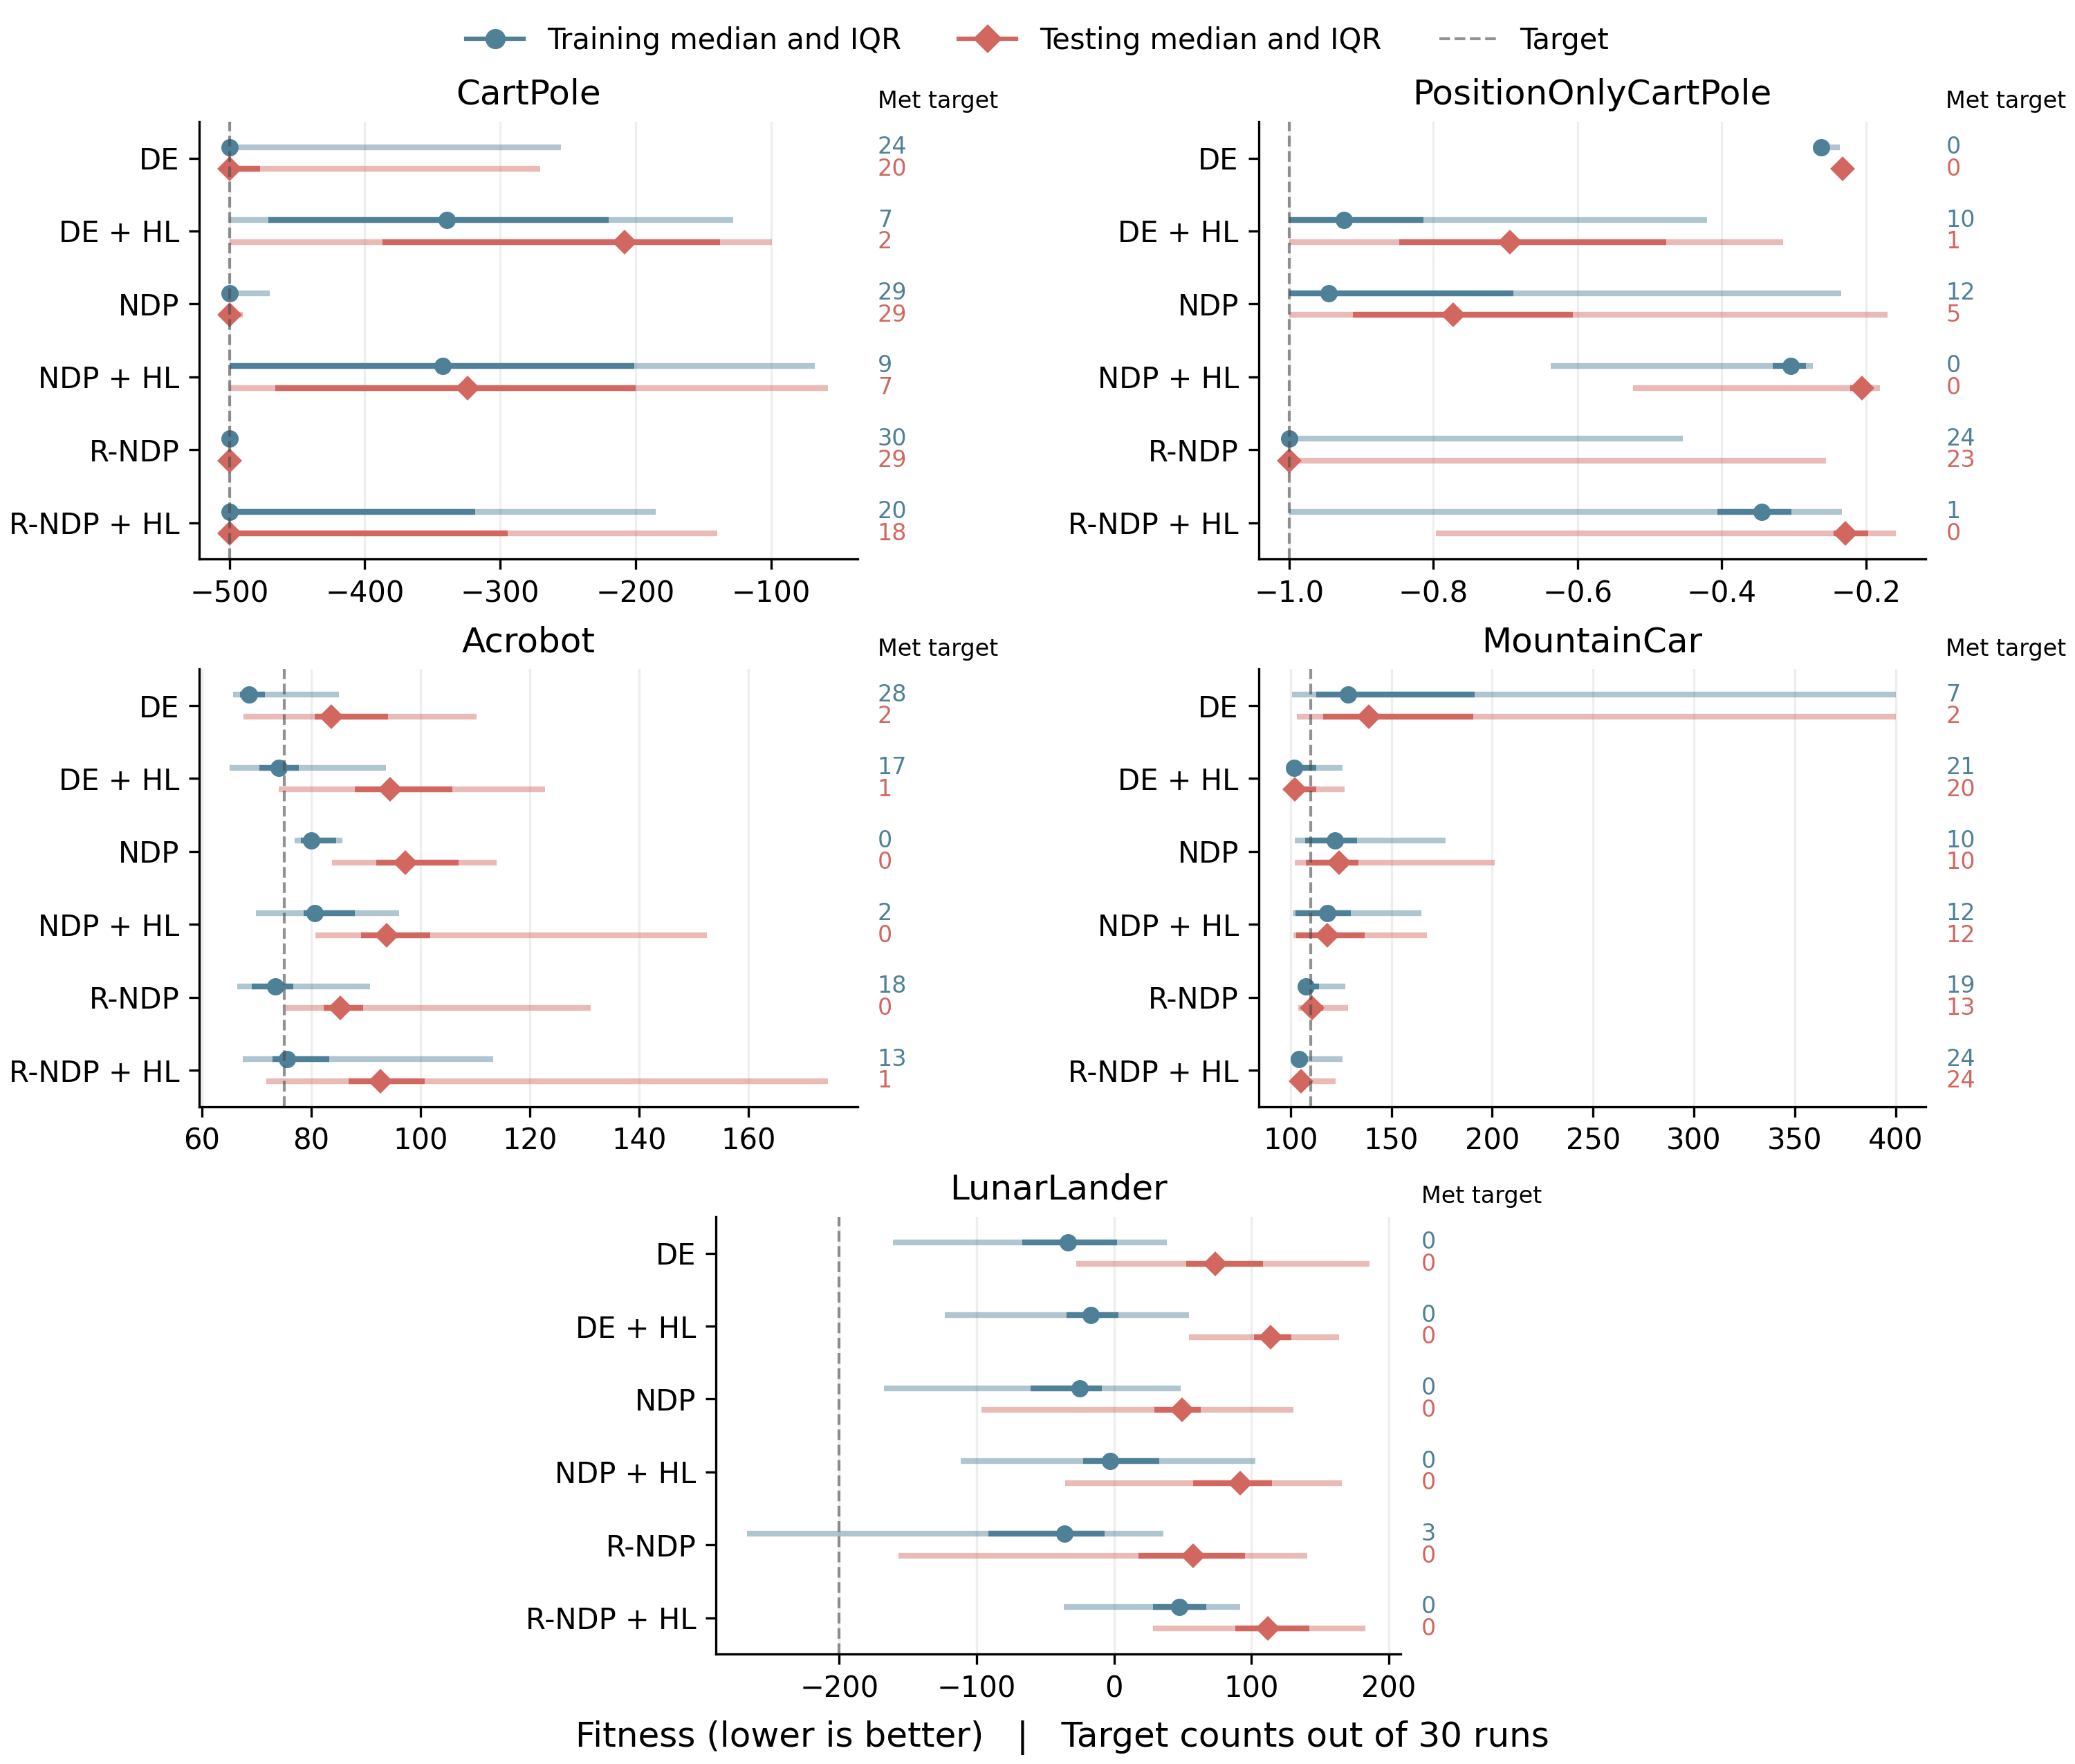 Training median and IQR Testing median and IQR Target
CartPole
Met target
DE 24
20
DE + HL 7
2
NDP 29
29
NDP + HL 9
7
R-NDP 30
29
R-NDP + HL 20
18
−500 −400 −300 −200 −100
PositionOnlyCartPole
Met target
DE 0
0
DE + HL 10
1
NDP 12
5
NDP + HL 0
0
R-NDP 24
23
R-NDP + HL 1
0
−1.0 −0.8 −0.6 −0.4 −0.2
Acrobot
Met target
DE 28
2
DE + HL 17
1
NDP 0
0
NDP + HL 2
0
R-NDP 18
0
R-NDP + HL 13
1
60 80 100 120 140 160
MountainCar
Met target
DE 7
2
DE + HL 21
20
NDP 10
10
NDP + HL 12
12
R-NDP 19
13
R-NDP + HL 24
24
100 150 200 250 300 350 400
LunarLander
Met target
DE 0
0
DE + HL 0
0
NDP 0
0
NDP + HL 0
0
R-NDP 3
0
R-NDP + HL 0
0
−200 −100 0 100 200
Fitness (lower is better) | Target counts out of 30 runs